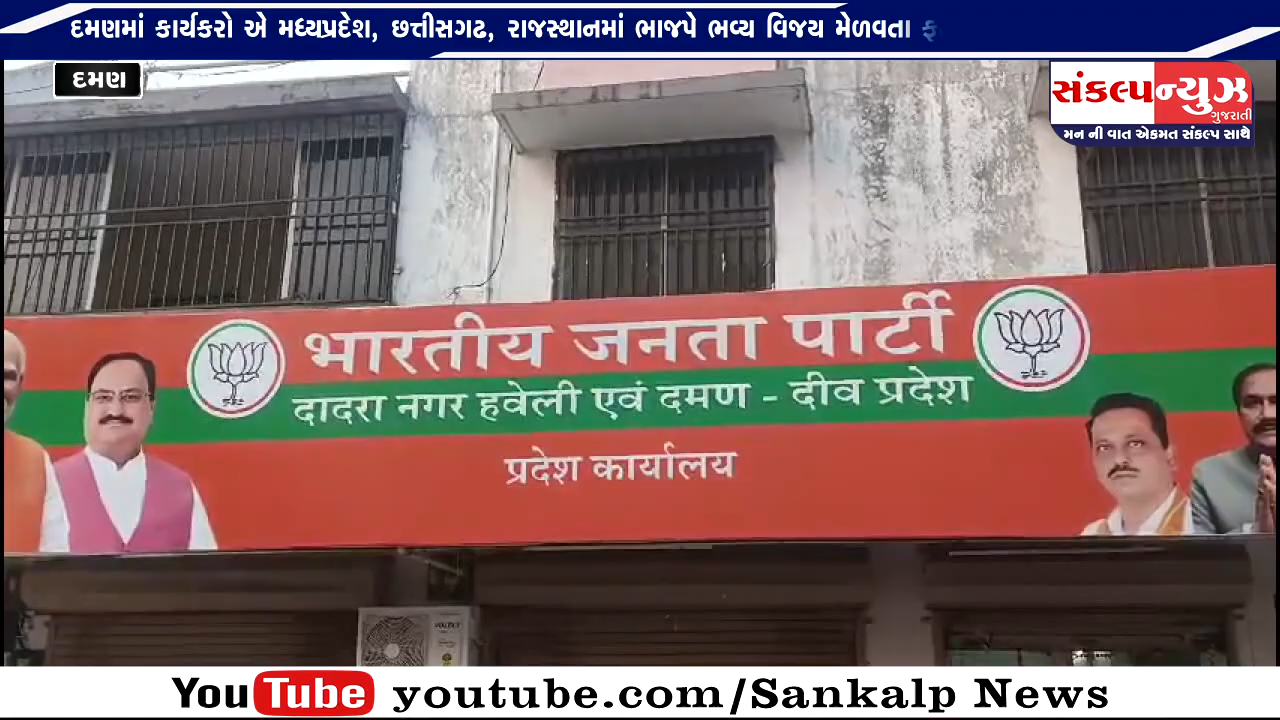 દમણમાં કાર્યકરો એ મધ્યપ્રદેશ, છત્તીસગઢ, રાજસ્થાનમાં ભાજપે ભવ્ય વિજય મેળવતા
દમણ
સંકલ્પ ન્યુઝ
ગુજરાતી
મન ની વાત એકમત સંકલ્પ સાથે
भारतीय जनता पार्टी
दादरा नगर हवेली एवं दमण - दीव प्रदेश
प्रदेश कार्यालय
VOLTAS
YouTube youtube.com/Sankalp News